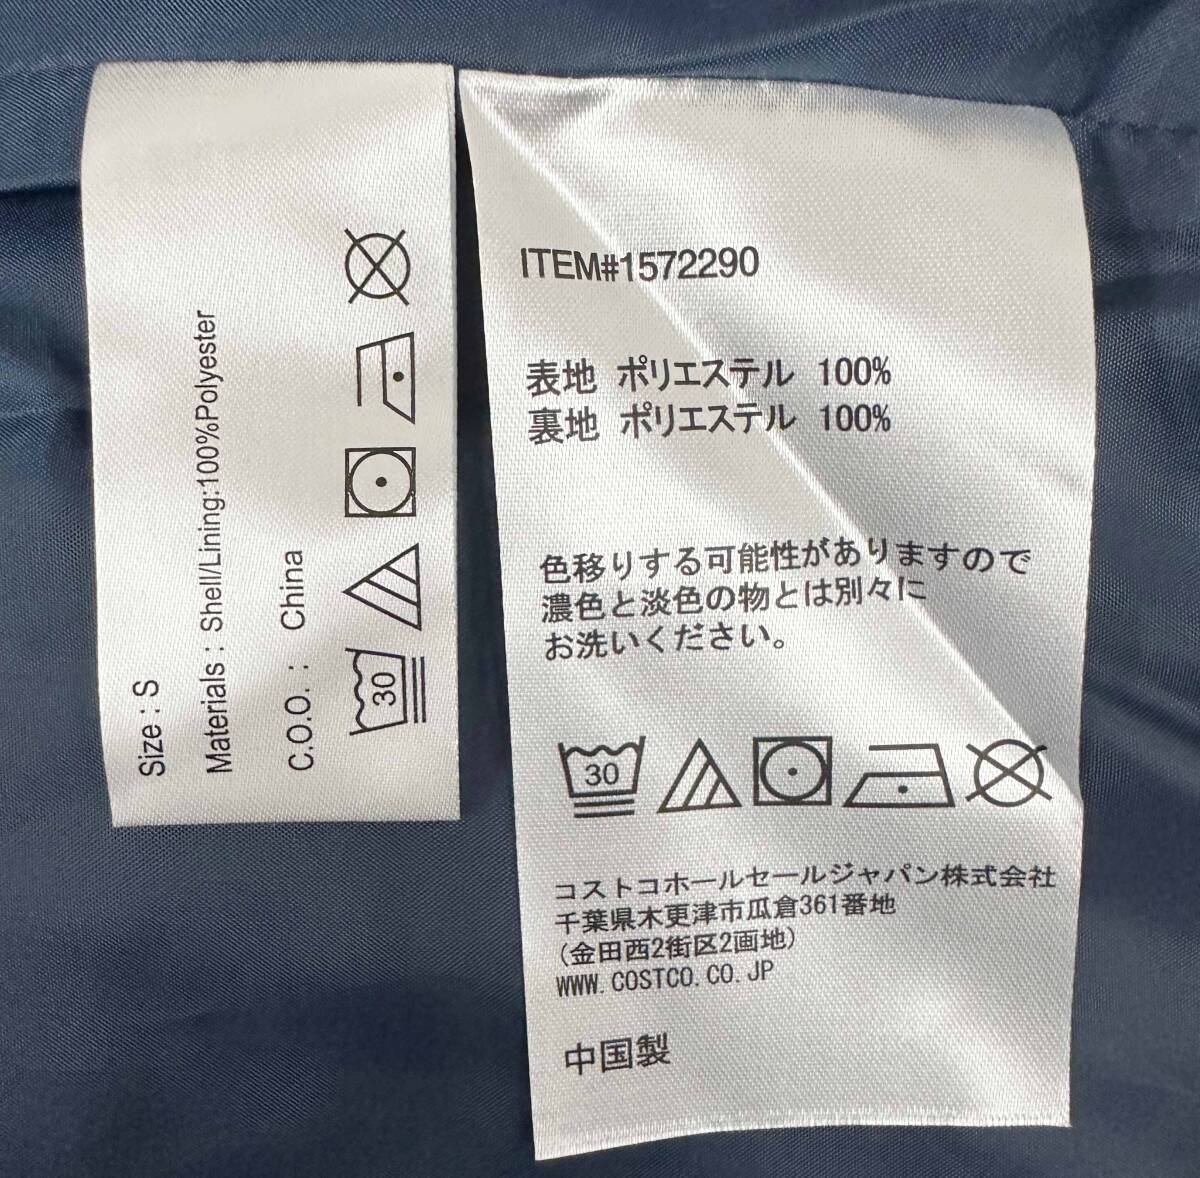 Size : S
Materials : Shell/Lining:100%Polyester
C.O.O. : China
30
ITEM#1572290
表地 ポリエステル 100%
裏地 ポリエステル 100%
色移りする可能性がありますので
濃色と淡色の物とは別々に
お洗いください。
30
コストコホールセールジャパン株式会社
千葉県木更津市瓜倉361番地
(金田西2街区2画地)
WWW.COSTCO.CO.JP
中国製